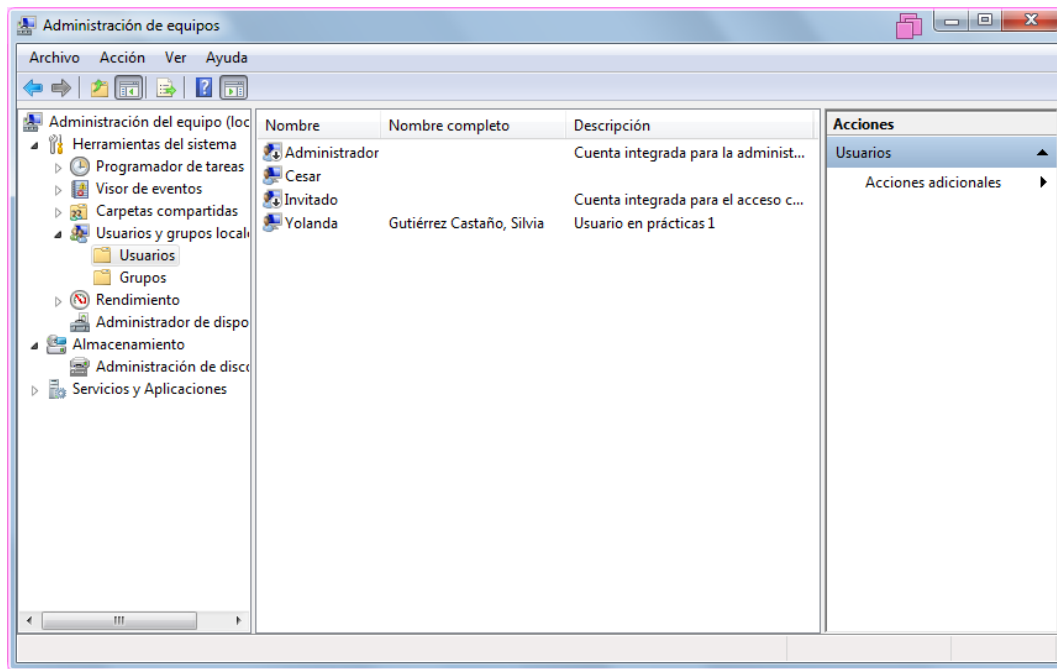 Administración de equipos
Archivo Acción Ver Ayuda
Administración del equipo (loc
Herramientas del sistema
Programador de tareas
Visor de eventos
Carpetas compartidas
Usuarios y grupos locale
Usuarios
Grupos
Rendimiento
Administrador de dispo
Almacenamiento
Administración de disco
Servicios y Aplicaciones
Nombre Nombre completo Descripción
Administrador Cuenta integrada para la administ...
Cesar
Invitado Cuenta integrada para el acceso c...
Yolanda Gutiérrez Castaño, Silvia Usuario en prácticas 1
Acciones
Usuarios
Acciones adicionales